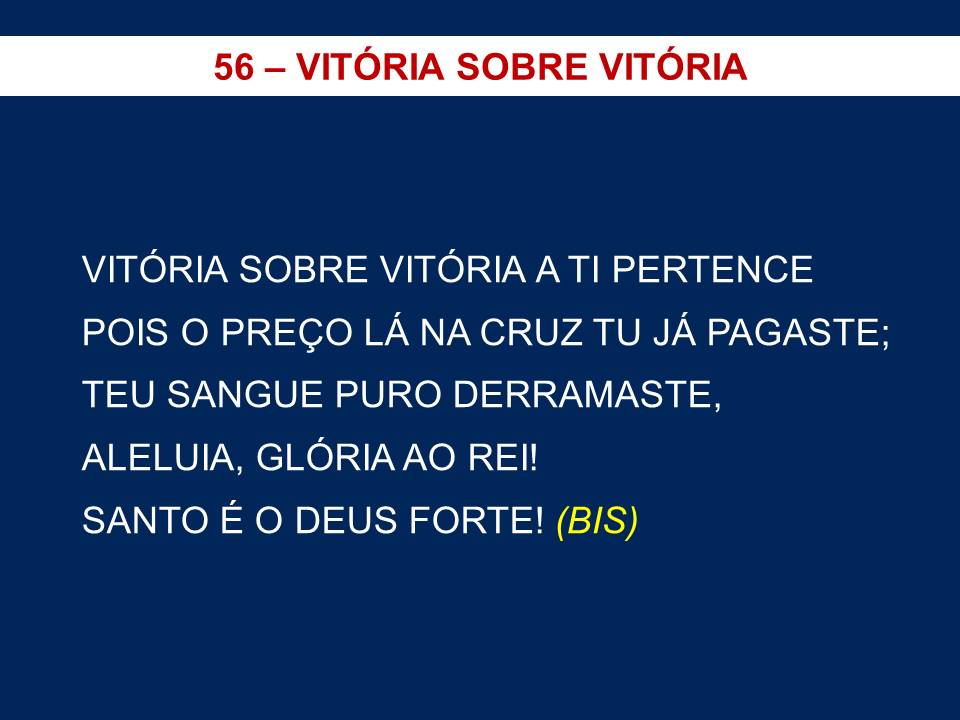 56 – VITÓRIA SOBRE VITÓRIA
VITÓRIA SOBRE VITÓRIA A TI PERTENCE
POIS O PREÇO LÁ NA CRUZ TU JÁ PAGASTE;
TEU SANGUE PURO DERRAMASTE,
ALELUIA, GLÓRIA AO REI!
SANTO É O DEUS FORTE! (BIS)